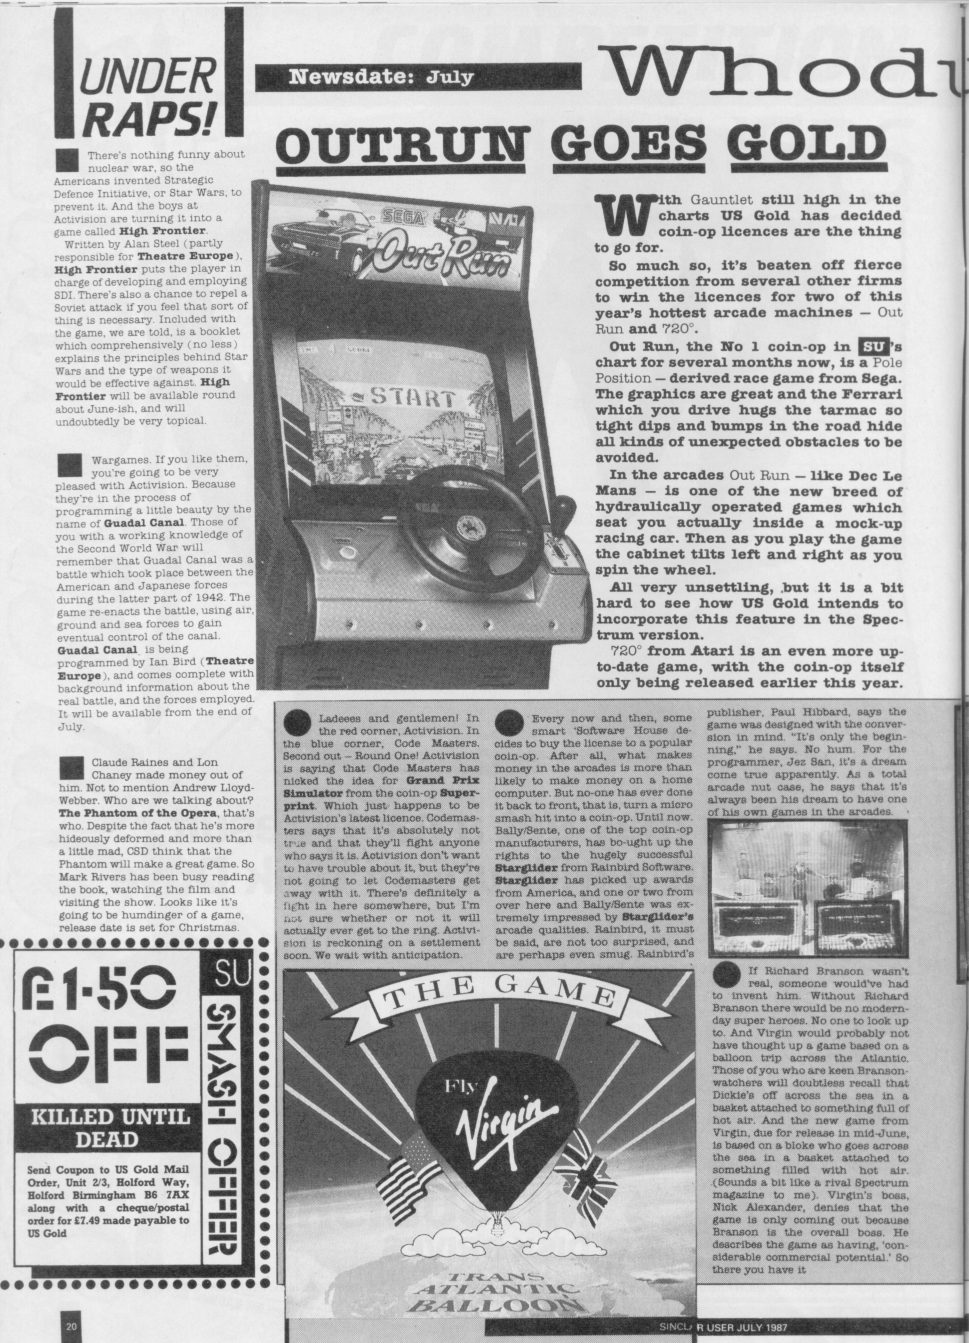 UNDER
RAPS!
There's nothing funny about
nuclear war, so the
Americans invented Strategic
Defence Initiative, or Star Wars, to
prevent it. And the boys at
Activision are turning it into a
game called High Frontier.
Written by Alan Steel (partly
responsible for Theatre Europe),
High Frontier puts the player in
charge of developing and employing
SDI. There's also a chance to repel a
Soviet attack if you feel that sort of
thing is necessary. Included with
the game, we are told, is a booklet
which comprehensively (no less)
explains the principles behind Star
Wars and the type of weapons it
would be effective against. High
Frontier will be available round
about June-ish, and will
undoubtedly be very topical.
Wargames. If you like them,
you're going to be very
pleased with Activision. Because
they're in the process of
programming a little beauty by the
name of Guadal Canal. Those of
you with a working knowledge of
the Second World War will
remember that Guadal Canal was a
battle which took place between the
American and Japanese forces
during the latter part of 1942. The
game re-enacts the battle, using air,
ground and sea forces to gain
eventual control of the canal.
Guadal Canal is being
programmed by Ian Bird (Theatre
Europe), and comes complete with
background information about the
real battle, and the forces employed.
It will be available from the end of
July.
Claude Raines and Lon
Chaney made money out of
him. Not to mention Andrew Lloyd-
Webber. Who are we talking about?
The Phantom of the Opera, that's
who. Despite the fact that he's more
hideously deformed and more than
a little mad, CSD think that the
Phantom will make a great game. So
Mark Rivers has been busy reading
the book, watching the film and
visiting the show. Looks like it's
going to be humdinger of a game,
release date is set for Christmas.
£1·50
OFF
SU
SMASH OFFER
KILLED UNTIL
DEAD
Send Coupon to US Gold Mail
Order, Unit 2/3, Holford Way,
Holford Birmingham B6 7AX
along with a cheque/postal
order for £7.49 made payable to
US Gold
Newsdate: July
Whodu
OUTRUN GOES GOLD
SEGA
Out Run
START
With Gauntlet still high in the
charts US Gold has decided
coin-op licences are the thing
to go for.
So much so, it's beaten off fierce
competition from several other firms
to win the licences for two of this
year's hottest arcade machines — Out
Run and 720°.
Out Run, the No 1 coin-op in SU's
chart for several months now, is a Pole
Position — derived race game from Sega.
The graphics are great and the Ferrari
which you drive hugs the tarmac so
tight dips and bumps in the road hide
all kinds of unexpected obstacles to be
avoided.
In the arcades Out Run — like Dec Le
Mans — is one of the new breed of
hydraulically operated games which
seat you actually inside a mock-up
racing car. Then as you play the game
the cabinet tilts left and right as you
spin the wheel.
All very unsettling, but it is a bit
hard to see how US Gold intends to
incorporate this feature in the Spec-
trum version.
720° from Atari is an even more up-
to-date game, with the coin-op itself
only being released earlier this year.
Ladeees and gentlemen! In
the red corner, Activision. In
the blue corner, Code Masters.
Second out — Round One! Activision
is saying that Code Masters has
nicked the idea for Grand Prix
Simulator from the coin-op Super-
print. Which just happens to be
Activision's latest licence. Codemas-
ters says that it's absolutely not
true and that they'll fight anyone
who says it is. Activision don't want
to have trouble about it, but they're
not going to let Codemasters get
away with it. There's definitely a
fight in here somewhere, but I'm
not sure whether or not it will
actually ever get to the ring. Activi-
sion is reckoning on a settlement
soon. We wait with anticipation.
Every now and then, some
smart 'Software House de-
cides to buy the license to a popular
coin-op. After all, what makes
money in the arcades is more than
likely to make money on a home
computer. But no-one has ever done
it back to front, that is, turn a micro
smash hit into a coin-op. Until now.
Bally/Sente, one of the top coin-op
manufacturers, has bo-ught up the
rights to the hugely successful
Starglider from Rainbird Software.
Starglider has picked up awards
from America, and one or two from
over here and Bally/Sente was ex-
tremely impressed by Starglider's
arcade qualities. Rainbird, it must
be said, are not too surprised, and
are perhaps even smug. Rainbird's
publisher, Paul Hibbard, says the
game was designed with the conver-
sion in mind. "It's only the begin-
ning," he says. No hum. For the
programmer, Jez San, it's a dream
come true apparently. As a total
arcade nut case, he says that it's
always been his dream to have one
of his own games in the arcades.
If Richard Branson wasn't
real, someone would've had
to invent him. Without Richard
Branson there would be no modern-
day super heroes. No one to look up
to. And Virgin would probably not
have thought up a game based on a
balloon trip across the Atlantic.
Those of you who are keen Branson-
watchers will doubtless recall that
Dickie's off across the sea in a
basket attached to something full of
hot air. And the new game from
Virgin, due for release in mid-June,
is based on a bloke who goes across
the sea in a basket attached to
something filled with hot air.
(Sounds a bit like a rival Spectrum
magazine to me). Virgin's boss,
Nick Alexander, denies that the
game is only coming out because
Branson is the overall boss. He
describes the game as having, 'con-
siderable commercial potential.' So
there you have it
THE GAME
Fly
Virgin
TRANS
ATLANTIC
BALLOON
20
SINCLAIR USER JULY 1987